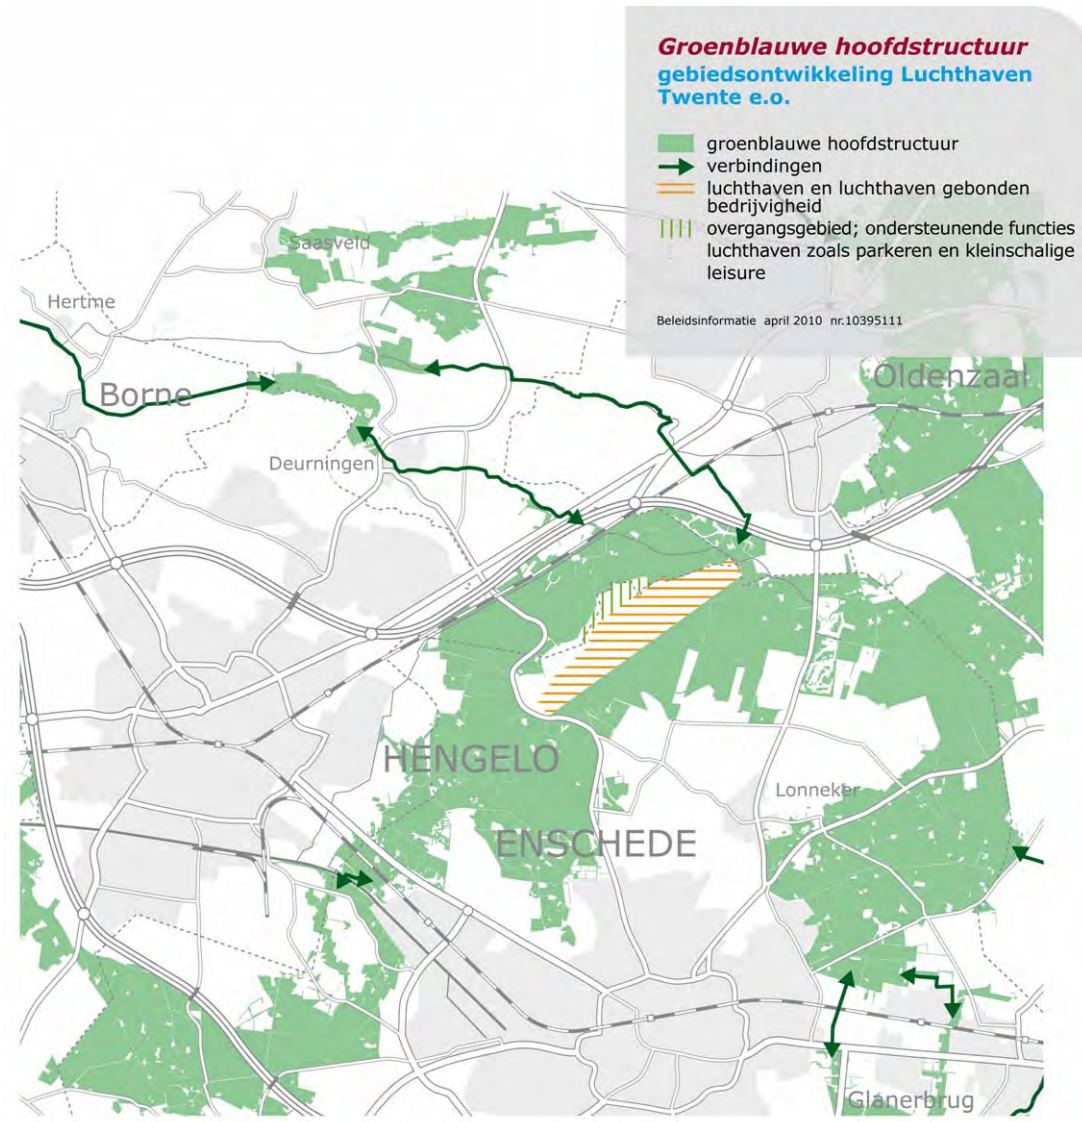 Groenblauwe hoofdstructuur
gebiedsontwikkeling Luchthaven
Twente e.o.
groenblauwe hoofdstructuur
verbindingen
luchthaven en luchthaven gebonden
bedrijvigheid
overgangsgebied; ondersteunende functies
luchthaven zoals parkeren en kleinschalige
leisure
Beleidsinformatie april 2010 nr.10395111
Saasveld
Hertme
Borne
Oldenzaal
Deurningen
HENGELO
Lonneker
ENSCHEDE
Glanerbrug